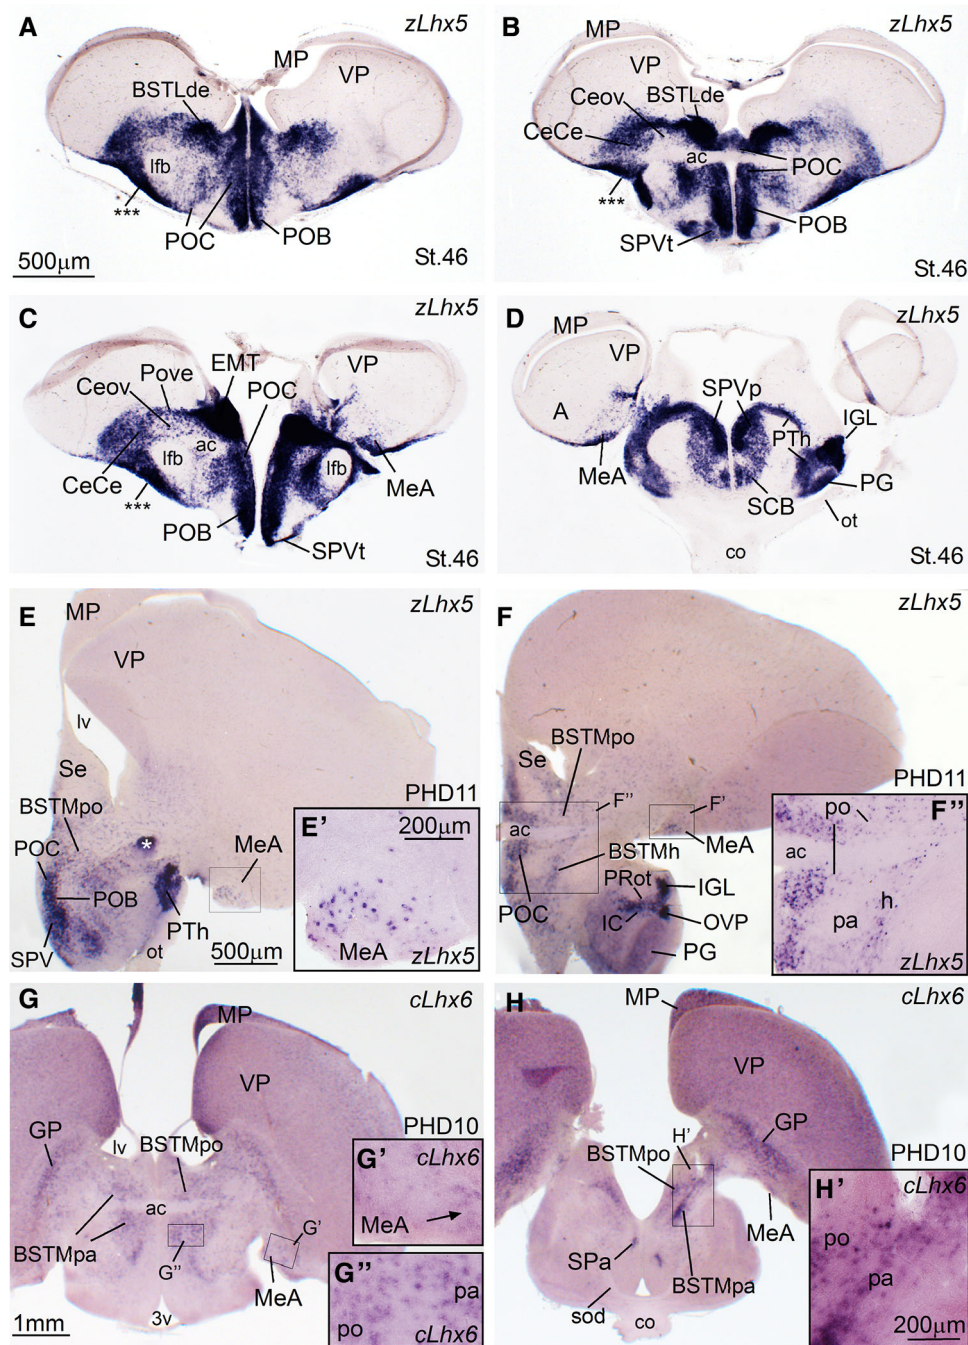 A
zLhx5
MP
VP
BSTLde
lfb
***
POC
POB
500µm
St.46
B
zLhx5
MP
VP
Ceov
BSTLde
CeCe
ac
POC
***
POB
SPVt
St.46
C
zLhx5
EMT
VP
Pove
POC
Ceov
ac
lfb
lfb
CeCe
MeA
***
POB
SPVt
St.46
D
zLhx5
MP
VP
SPVp
A
IGL
PTh
MeA
PG
SCB
ot
co
St.46
E
zLhx5
MP
VP
lv
Se
PHD11
BSTMpo
*
POC
MeA
POB
PTh
SPV
ot
500µm
E'
200µm
MeA
zLhx5
F
zLhx5
BSTMpo
Se
PHD11
F''
F'
ac
MeA
BSTMh
PRot
IGL
POC
IC
OVP
PG
F''
po
ac
h
pa
zLhx5
G
cLhx6
MP
VP
PHD10
GP
lv
BSTMpo
ac
G'
BSTMpa
G''
MeA
3v
1mm
G'
cLhx6
MeA
G''
pa
po
cLhx6
H
cLhx6
MP
VP
GP
H'
PHD10
BSTMpo
MeA
SPa
BSTMpa
sod
co
H'
cLhx6
po
pa
200µm